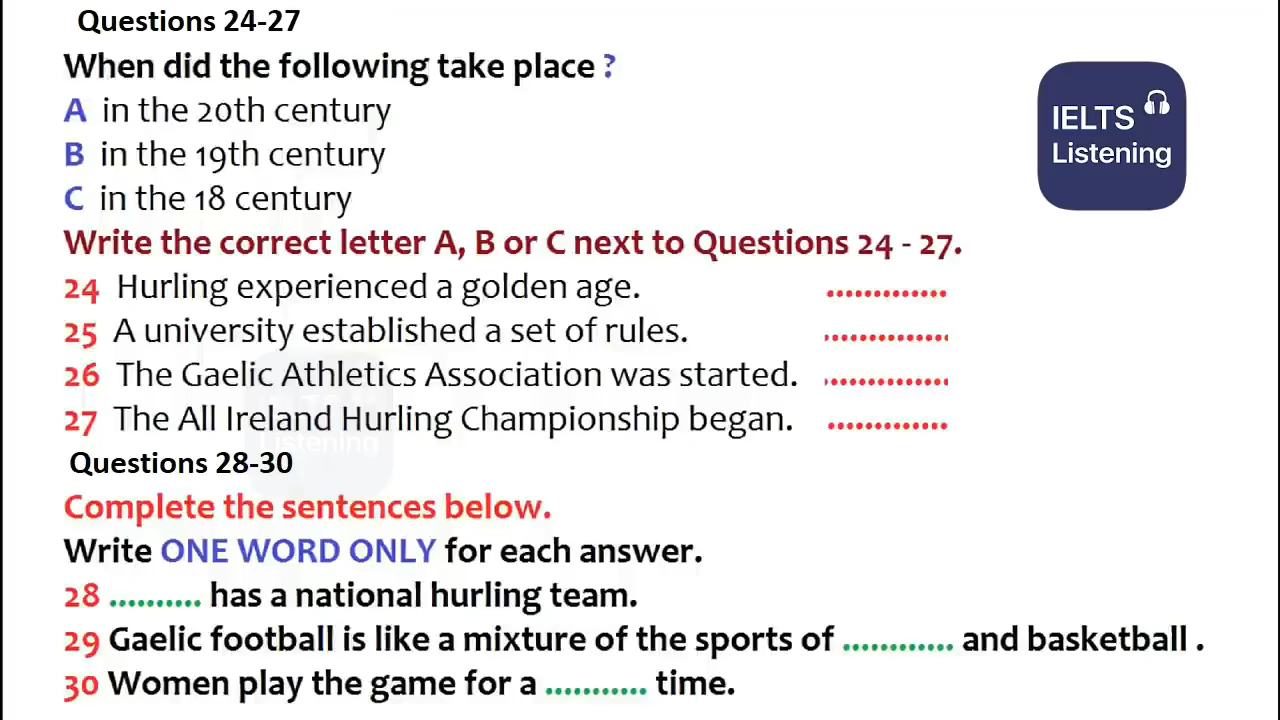 Questions 24-27
When did the following take place ?
A in the 20th century
B in the 19th century
C in the 18 century
IELTS
Listening
Write the correct letter A, B or C next to Questions 24 - 27.
24 Hurling experienced a golden age. .............
25 A university established a set of rules. .............
26 The Gaelic Athletics Association was started. .............
27 The All Ireland Hurling Championship began. .............
IELTS
Listening
Questions 28-30
Complete the sentences below.
Write ONE WORD ONLY for each answer.
28 .......... has a national hurling team.
29 Gaelic football is like a mixture of the sports of ............ and basketball .
30 Women play the game for a ........... time.